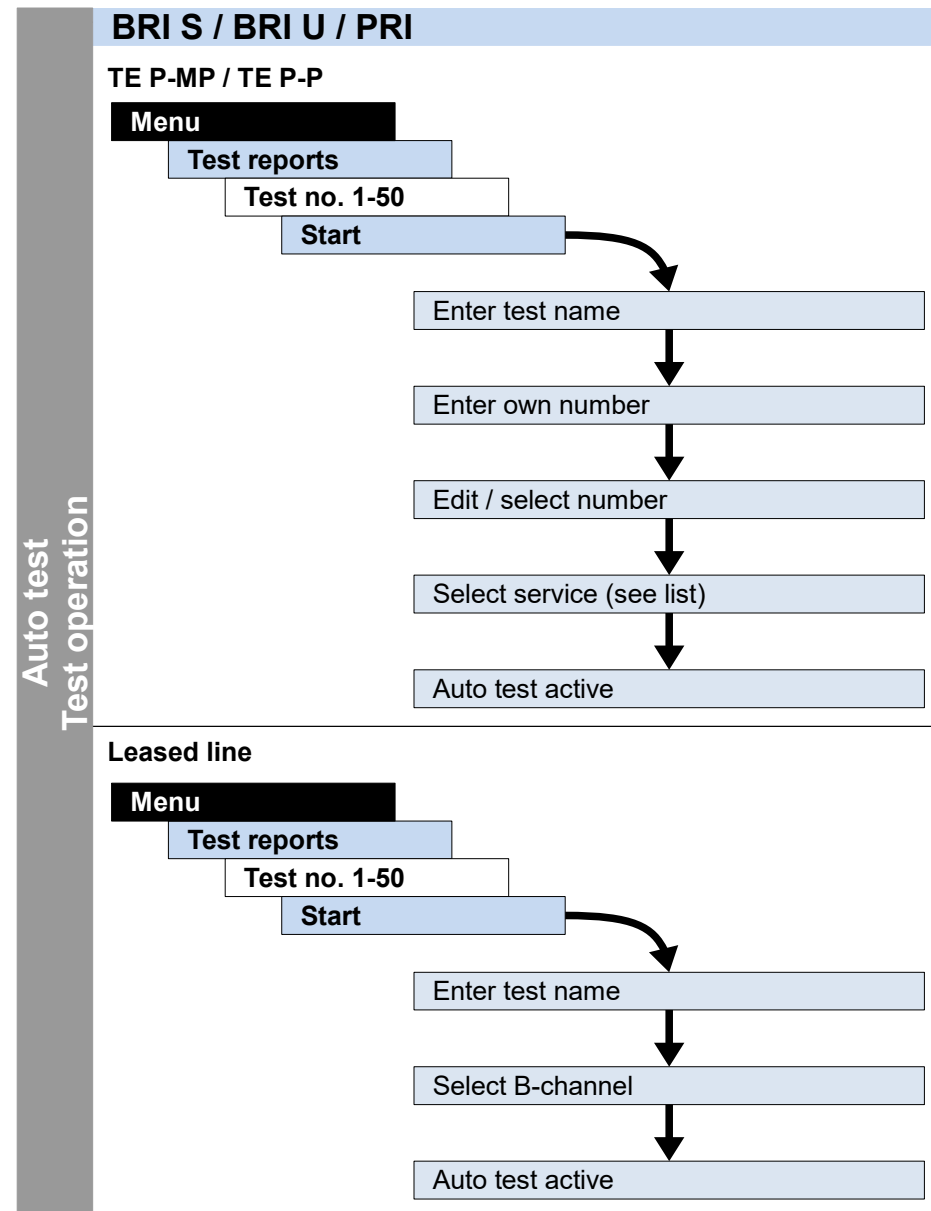 BRI S / BRI U / PRI
TE P-MP / TE P-P
Menu
Test reports
Test no. 1-50
Start
Enter test name
Enter own number
Edit / select number
Select service (see list)
Auto test active
Auto test
Test operation
Leased line
Menu
Test reports
Test no. 1-50
Start
Enter test name
Select B-channel
Auto test active